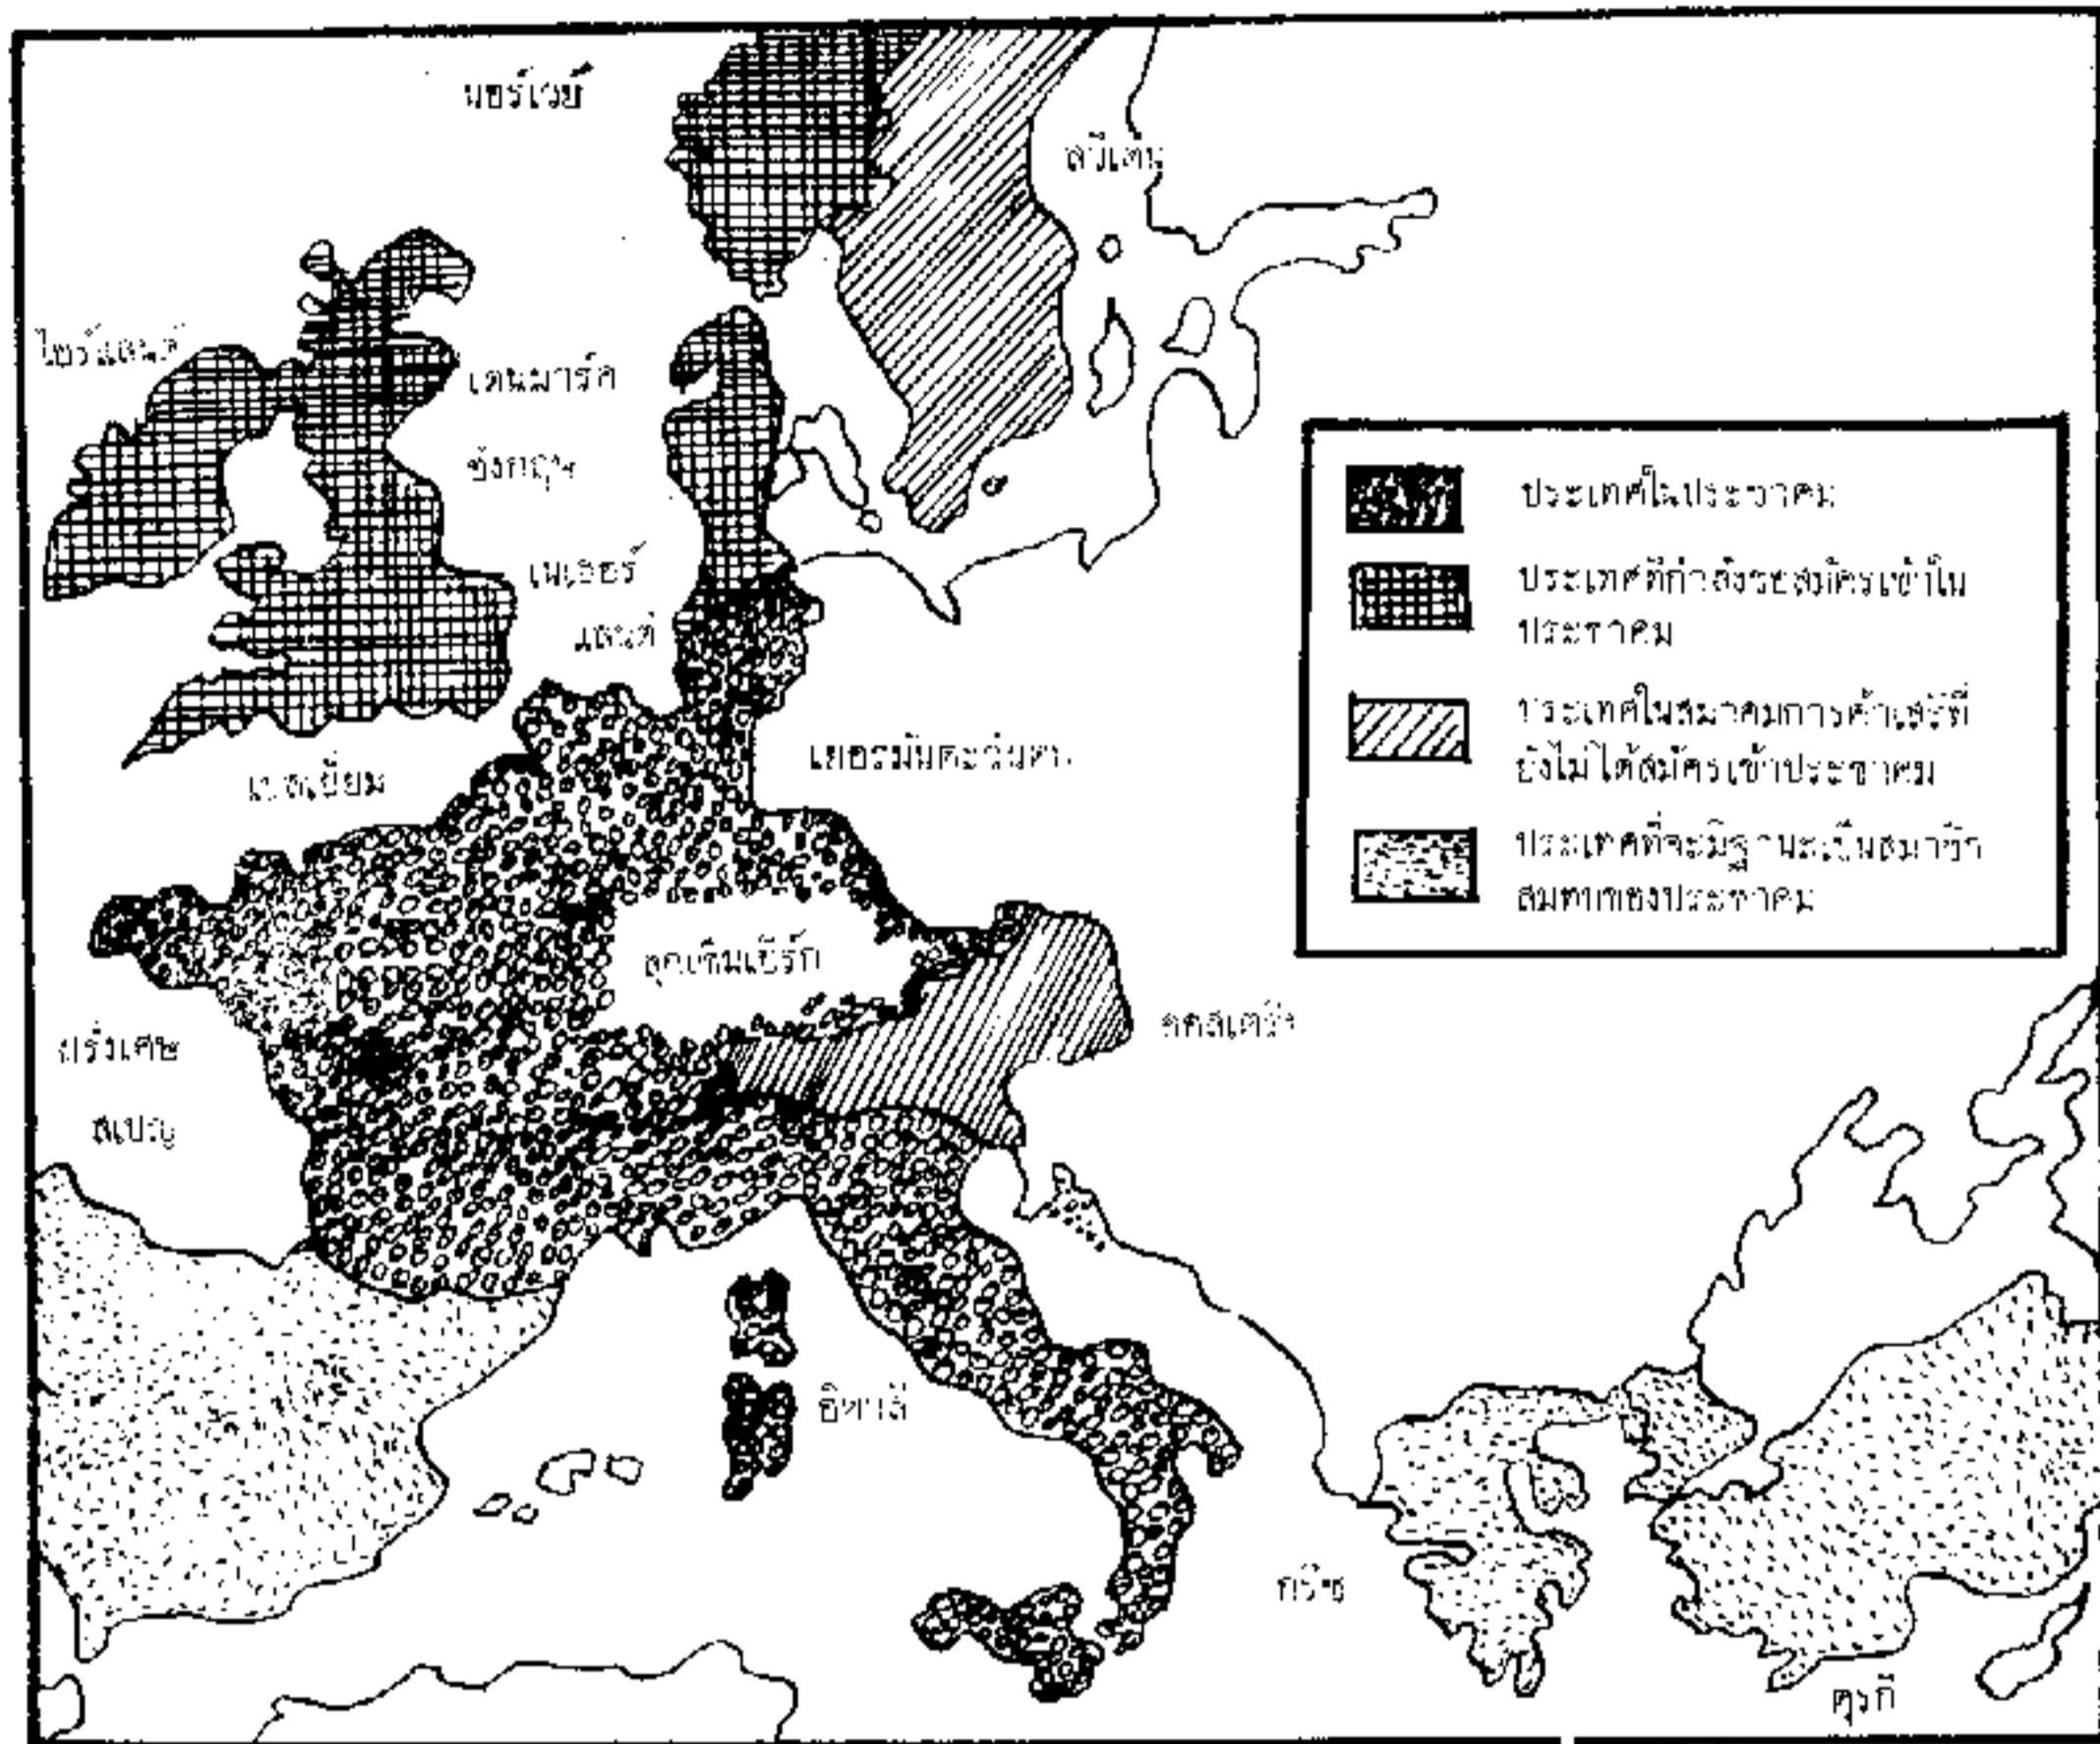 นอร์เวย์
สวีเดน
ไอร์แลนด์
เดนมาร์ค
อังกฤษ
เนเธอร์
แลนด์
เบลเยี่ยม
เยอรมันตะวันตก
ลุกเซ็มเบิร์ก
ออสเตรีย
ฝรั่งเศษ
สเปญ
อิตาลี
กรีซ
ตุรกี
ประเทศในประชาคม
ประเทศที่กำลังขอสมัครเข้าใน
ประชาคม
ประเทศในสมาคมการค้าเสรีที่
ยังไม่ได้สมัครเข้าประชาคม
ประเทศที่จะมีฐานะเป็นสมาชิก
สมทบของประชาคม